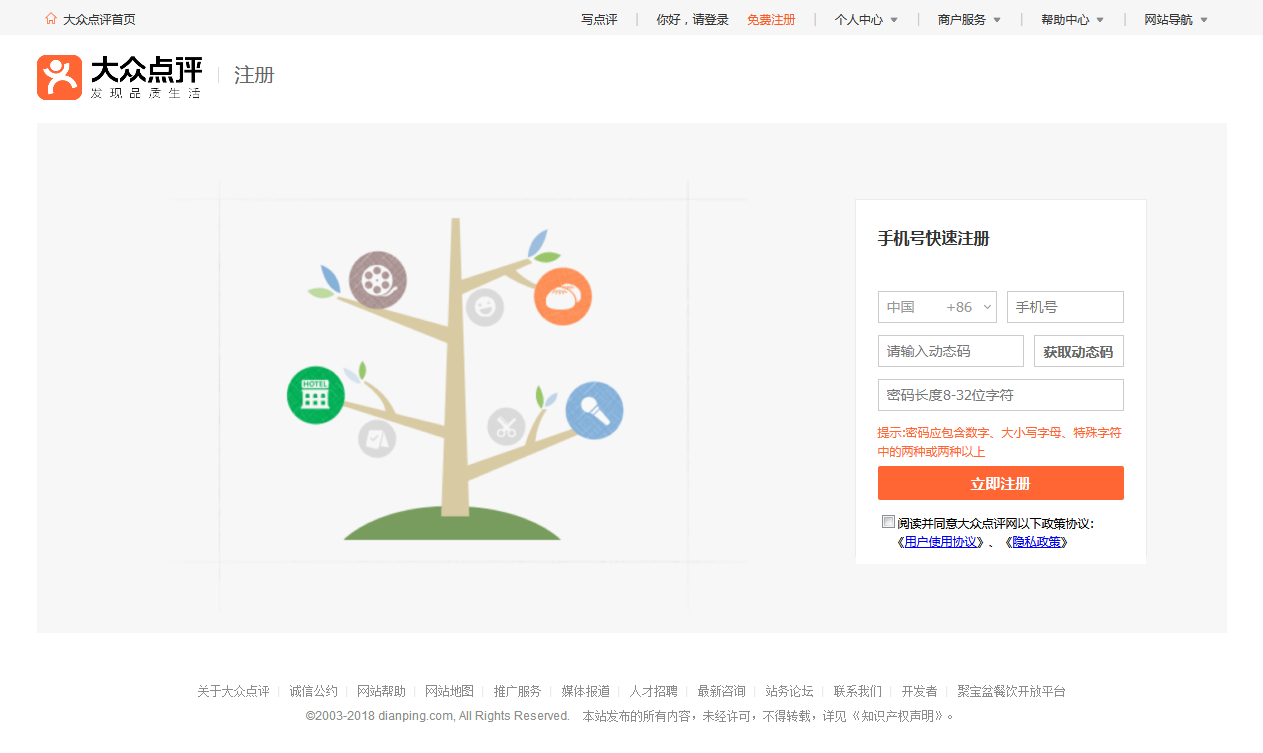 大众点评首页 写点评 你好，请登录 免费注册 个人中心 商户服务 帮助中心 网站导航
大众点评 注册
发现品质生活
手机号快速注册
中国 +86 手机号
请输入动态码 获取动态码
密码长度8-32位字符
提示:密码应包含数字、大小写字母、特殊字符
中的两种或两种以上
立即注册
阅读并同意大众点评网以下政策协议：
《用户使用协议》、《隐私政策》
HOTEL
关于大众点评 诚信公约 网站帮助 网站地图 推广服务 媒体报道 人才招聘 最新咨询 站务论坛 联系我们 开发者 聚宝盆餐饮开放平台
©2003-2018 dianping.com, All Rights Reserved. 本站发布的所有内容，未经许可，不得转载，详见《知识产权声明》。